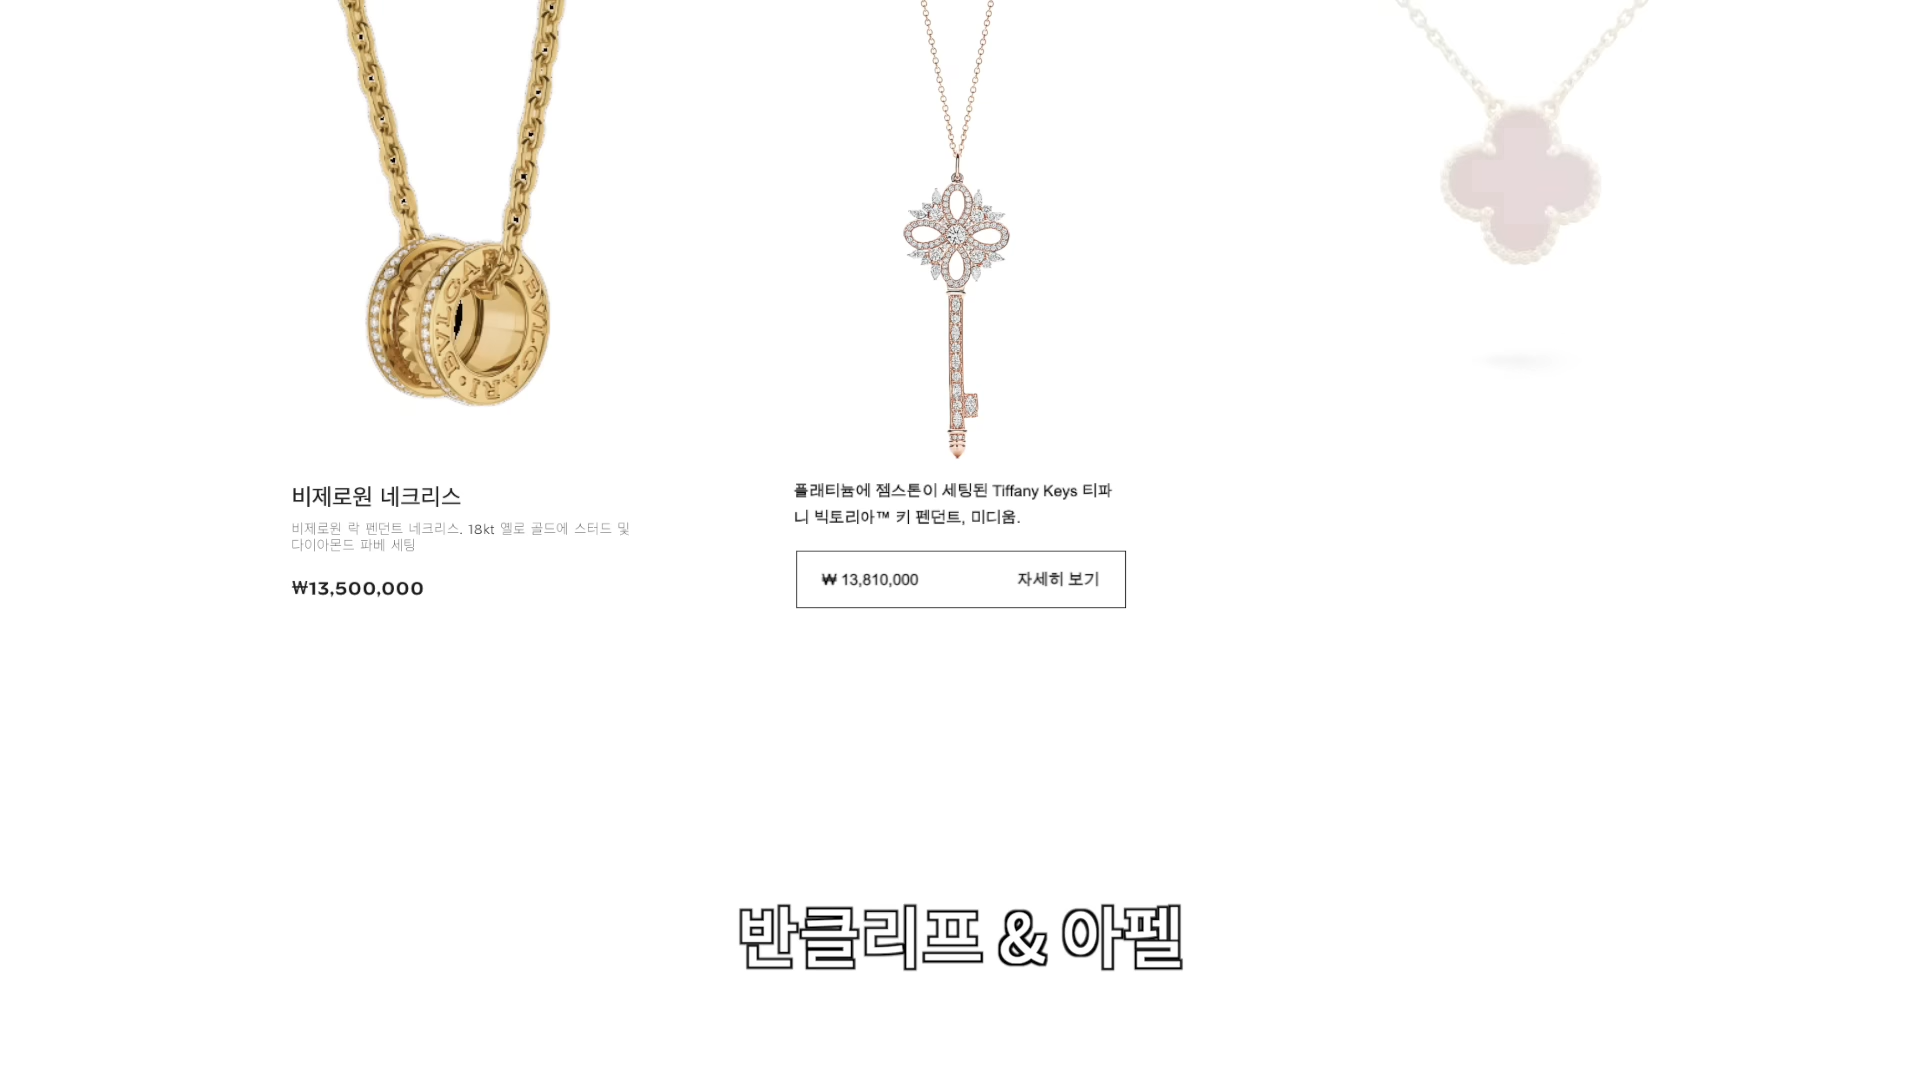 BVLGARI · BVLGARI
비제로원 네크리스
비제로원 락 펜던트 네크리스. 18kt 옐로 골드에 스터드 및
다이아몬드 파베 세팅
₩13,500,000
플래티늄에 젬스톤이 세팅된 Tiffany Keys 티파
니 빅토리아™ 키 펜던트, 미디움.
₩ 13,810,000 자세히 보기
반클리프 & 아펠